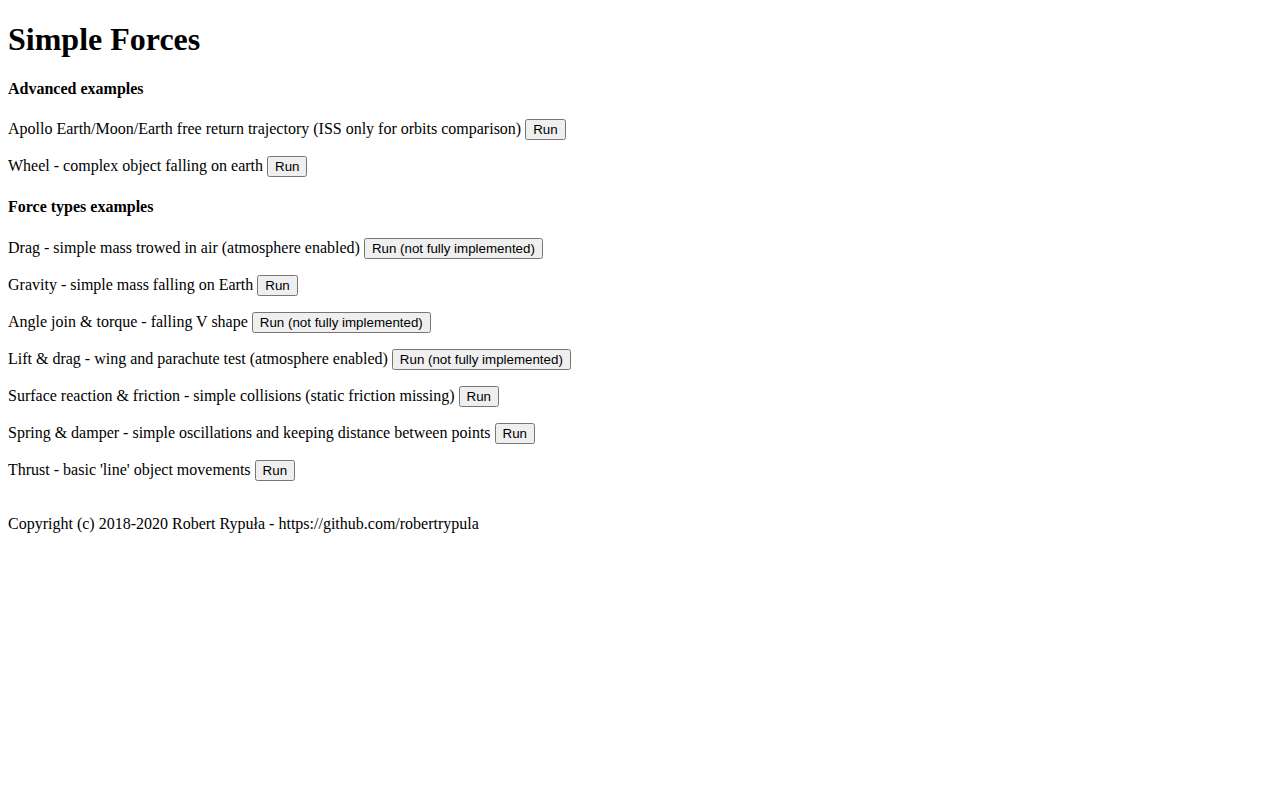 Simple Forces
Advanced examples
Apollo Earth/Moon/Earth free return trajectory (ISS only for orbits comparison) Run
Wheel - complex object falling on earth Run
Force types examples
Drag - simple mass trowed in air (atmosphere enabled) Run (not fully implemented)
Gravity - simple mass falling on Earth Run
Angle join & torque - falling V shape Run (not fully implemented)
Lift & drag - wing and parachute test (atmosphere enabled) Run (not fully implemented)
Surface reaction & friction - simple collisions (static friction missing) Run
Spring & damper - simple oscillations and keeping distance between points Run
Thrust - basic 'line' object movements Run
Copyright (c) 2018-2020 Robert Rypuła - https://github.com/robertrypula